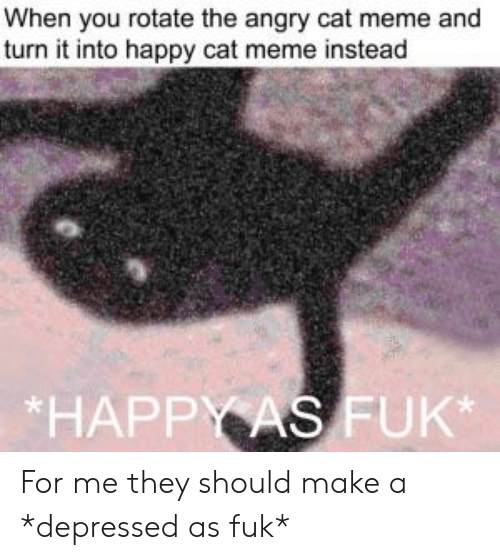 When you rotate the angry cat meme and
turn it into happy cat meme instead
*HAPPY AS FUK*
For me they should make a
*depressed as fuk*